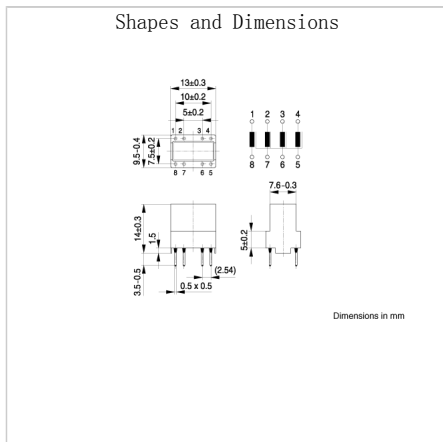 Shapes and Dimensions
13±0.3
10±0.2
5±0.2
1 2 3 4
1 2 3 4
9.5-0.4
7.5±0.2
8 7 6 5
8 7 6 5
7.6-0.3
14±0.3
1.5
5±0.2
3.5-0.5
(2.54)
0.5 x 0.5
Dimensions in mm